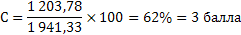 С = 1 203,78 / 1 941,33 × 100 = 62% = 3 балла